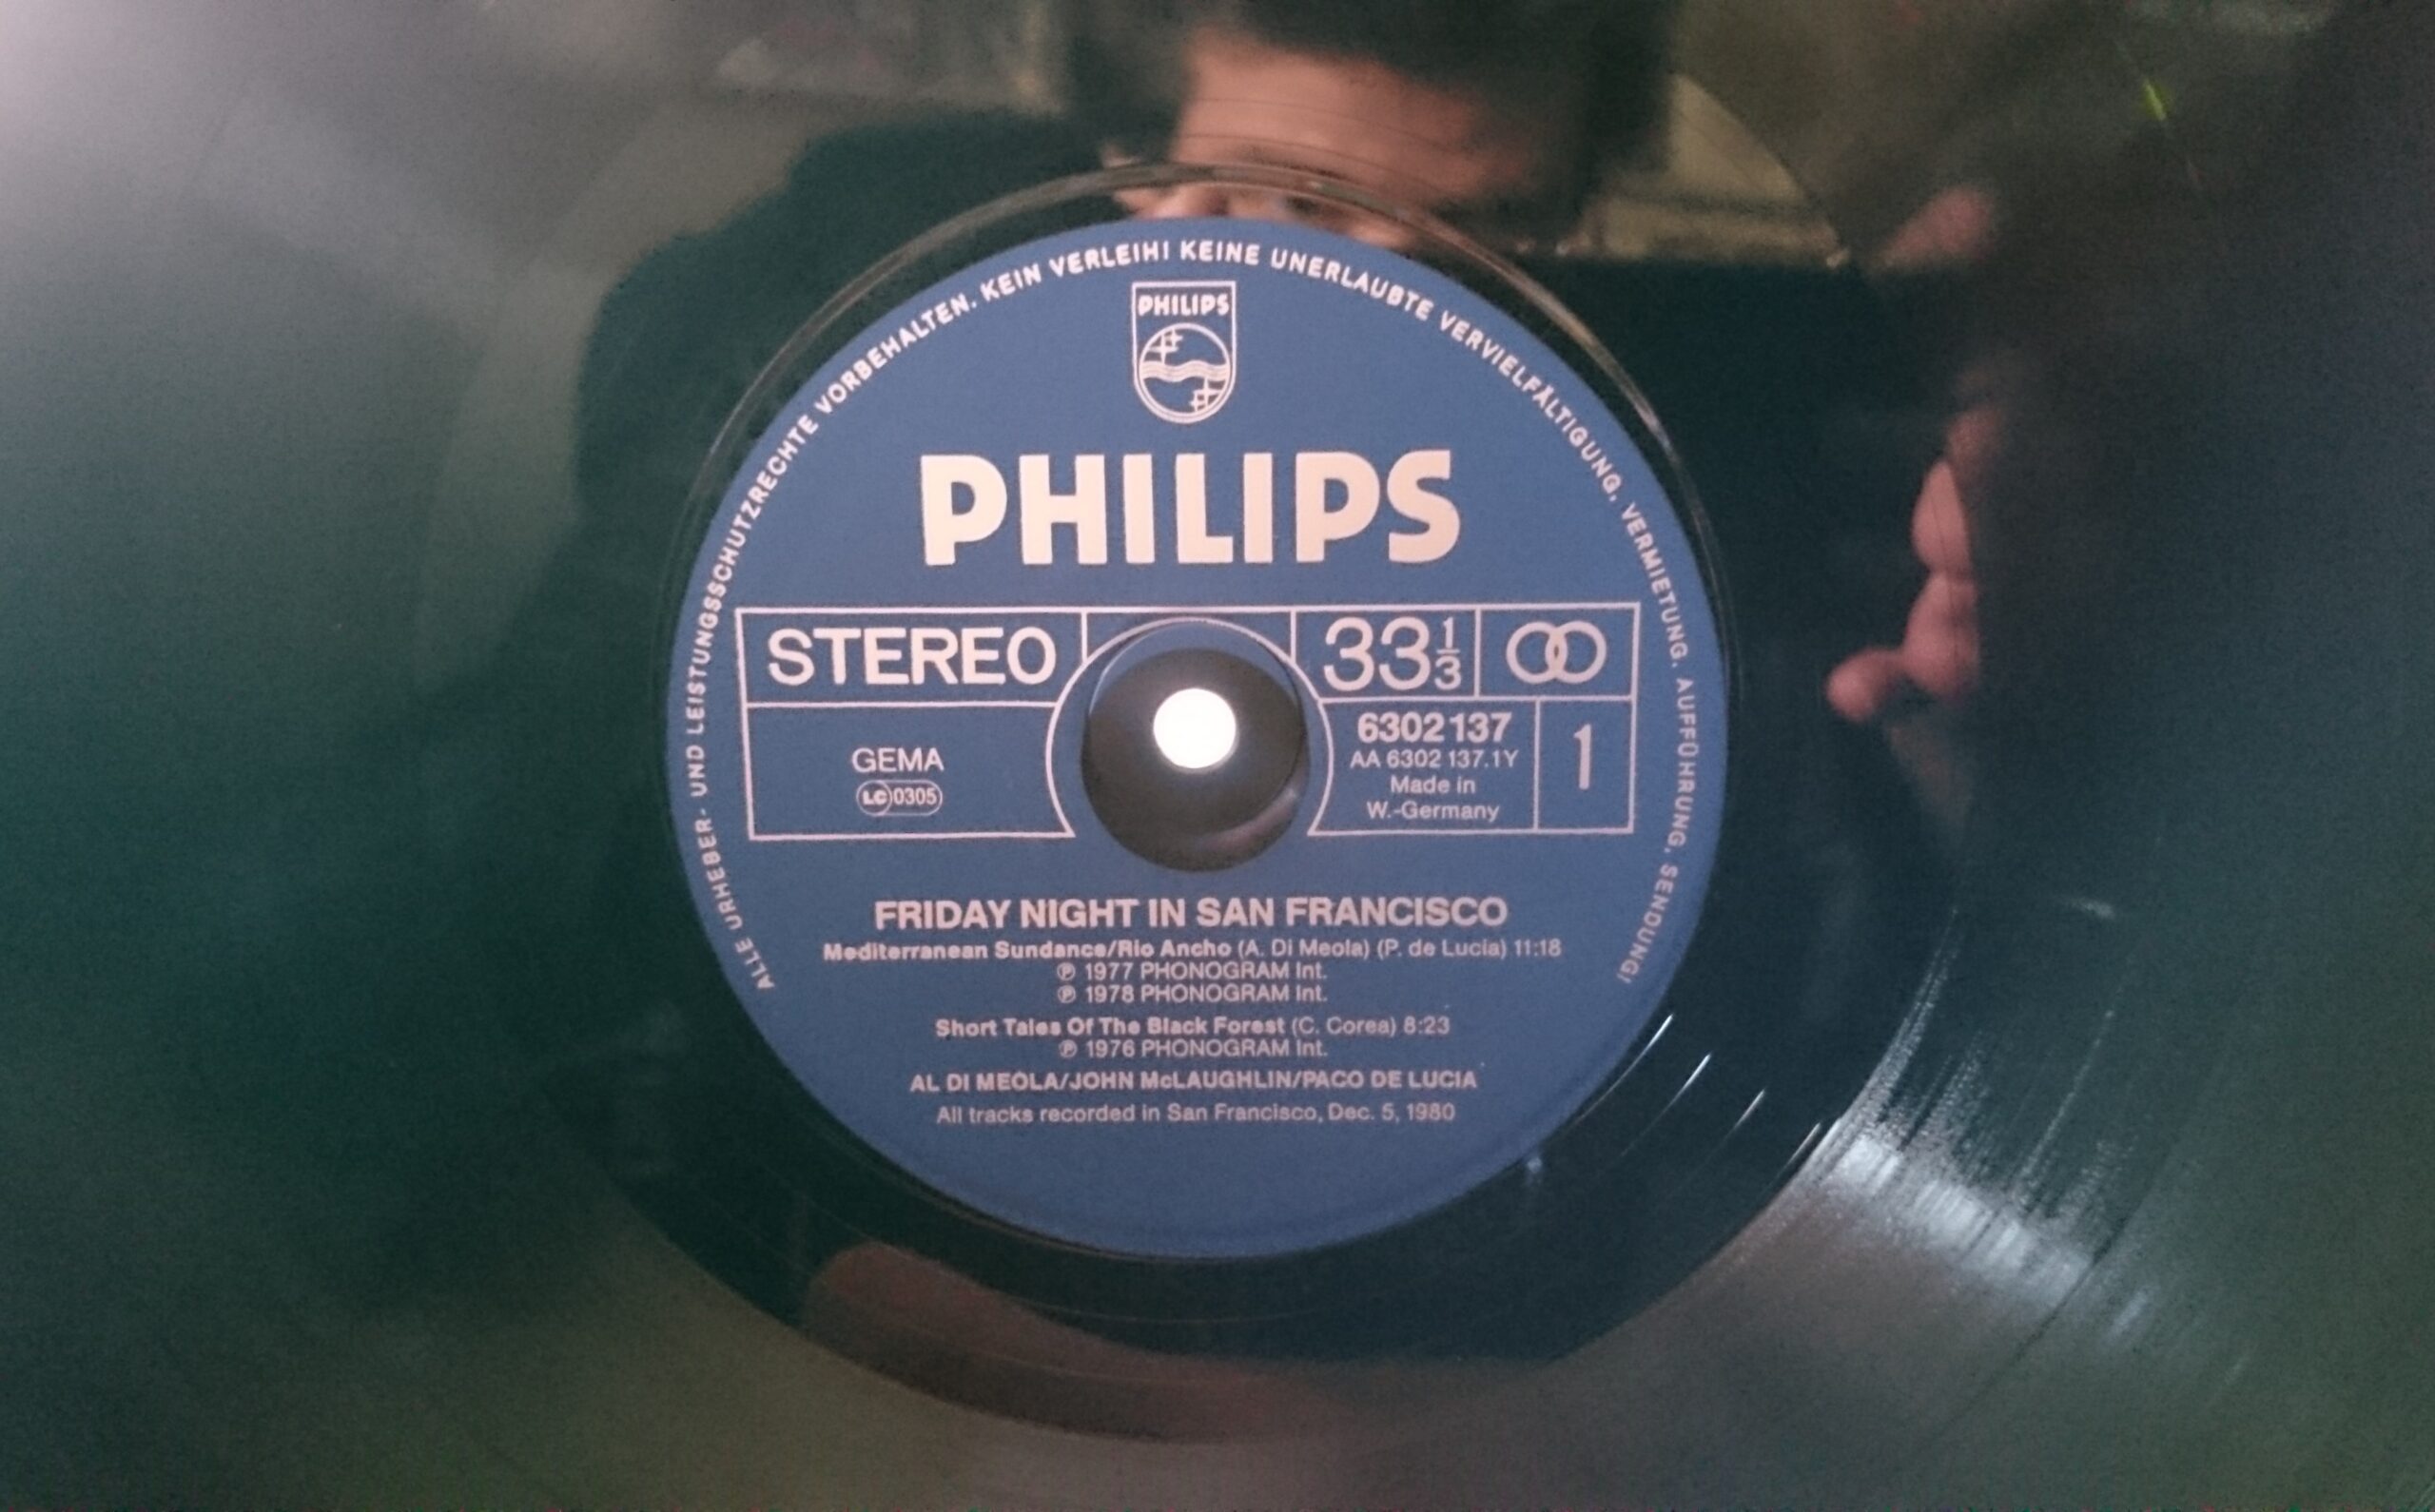 ALLE URHEBER- UND LEISTUNGSSCHUTZRECHTE VORBEHALTEN. KEIN VERLEIH! KEINE UNERLAUBTE VERVIELFÄLTIGUNG, VERMIETUNG, AUFFÜHRUNG, SENDUNG!
PHILIPS
PHILIPS
STEREO
33 1/3
GEMA
LC 0305
6302 137
AA 6302 137.1Y
Made in
W.-Germany
1
FRIDAY NIGHT IN SAN FRANCISCO
Mediterranean Sundance/Rio Ancho (A. Di Meola) (P. de Lucia) 11:18
℗ 1977 PHONOGRAM Int.
℗ 1978 PHONOGRAM Int.
Short Tales Of The Black Forest (C. Corea) 8:23
℗ 1976 PHONOGRAM Int.
AL DI MEOLA/JOHN McLAUGHLIN/PACO DE LUCIA
All tracks recorded in San Francisco, Dec. 5, 1980